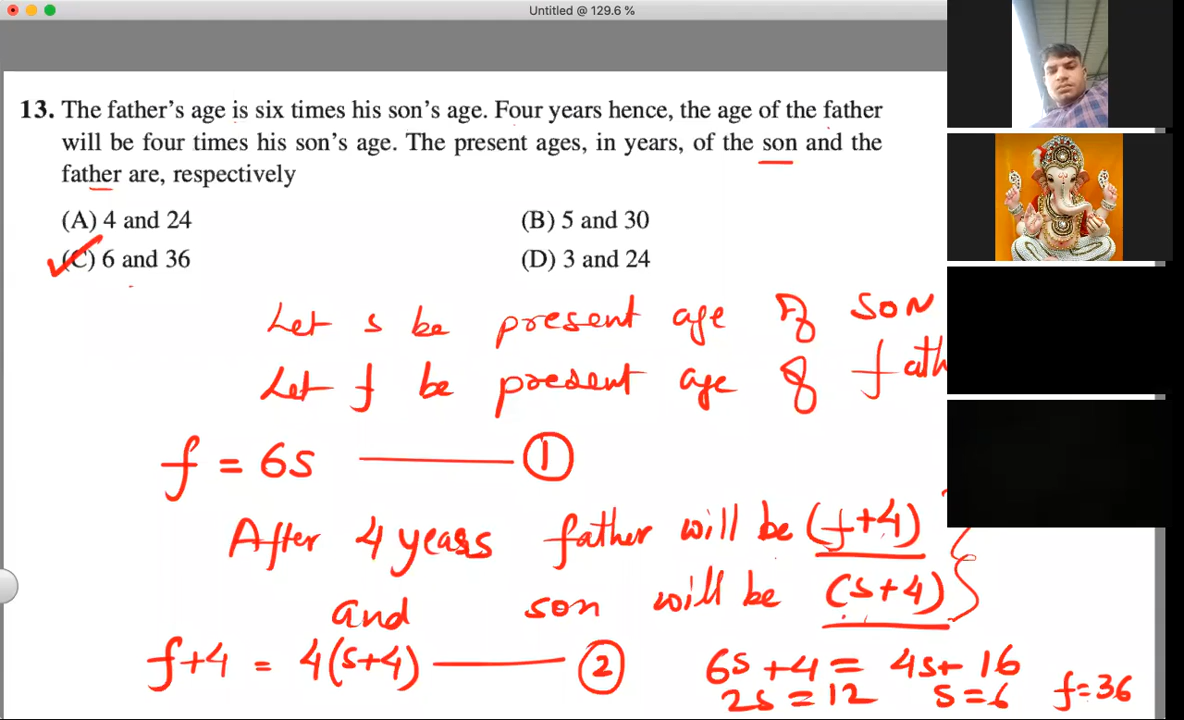 Untitled @ 129.6 %
13. The father's age is six times his son's age. Four years hence, the age of the father
will be four times his son's age. The present ages, in years, of the son and the
father are, respectively
(A) 4 and 24
(B) 5 and 30
(C) 6 and 36
(D) 3 and 24
Let s be present age of SON
Let f be present age of fath
f = 6s ——— ①
After 4 years father will be (f+4)
and son will be (s+4)
f+4 = 4(s+4) ——— ②
6s+4 = 4s+16
2s = 12 s=6 f=36